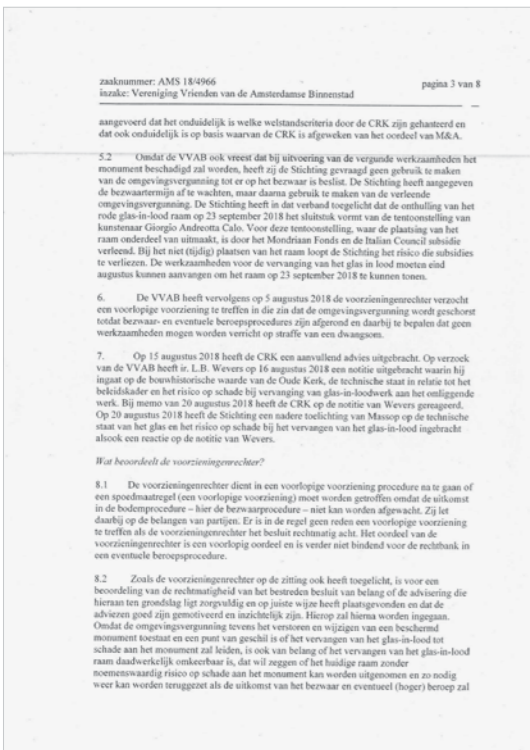 zaaknummer: AMS 18/4966 pagina 3 van 8
inzake: Vereniging Vrienden van de Amsterdamse Binnenstad
aangevoerd dat het onduidelijk is welke welstandscriteria door de CRK zijn gehanteerd en
dat ook onduidelijk is op basis waarvan de CRK is afgeweken van het oordeel van M&A.
5.2 Omdat de VVAB ook vreest dat bij uitvoering van de vergunde werkzaamheden het
monument beschadigd zal worden, heeft zij de Stichting gevraagd geen gebruik te maken
van de omgevingsvergunning tot er op het bezwaar is beslist. De Stichting heeft aangegeven
de bezwaartermijn af te wachten, maar daarna gebruik te maken van de verleende
omgevingsvergunning. De Stichting heeft in dat verband toegelicht dat de onthulling van het
rode glas-in-lood raam op 23 september 2018 het sluitstuk vormt van de tentoonstelling van
kunstenaar Giorgio Andreotta Calo. Voor deze tentoonstelling, waar de plaatsing van het
raam onderdeel van uitmaakt, is door het Mondriaan Fonds en de Italian Council subsidie
verleend. Bij het niet (tijdig) plaatsen van het raam loopt de Stichting het risico die subsidies
te verliezen. De werkzaamheden voor de vervanging van het glas in lood moeten eind
augustus kunnen aanvangen om het raam op 23 september 2018 te kunnen tonen.
6. De VVAB heeft vervolgens op 5 augustus 2018 de voorzieningenrechter verzocht
een voorlopige voorziening te treffen in die zin dat de omgevingsvergunning wordt geschorst
totdat bezwaar- en eventuele beroepsprocedures zijn afgerond en daarbij te bepalen dat geen
werkzaamheden mogen worden verricht op straffe van een dwangsom.
7. Op 15 augustus 2018 heeft de CRK een aanvullend advies uitgebracht. Op verzoek
van de VVAB heeft ir. L.B. Wevers op 16 augustus 2018 een notitie uitgebracht waarin hij
ingaat op de bouwhistorische waarde van de Oude Kerk, de technische staat in relatie tot het
beleidskader en het risico op schade bij vervanging van glas-in-loodwerk aan het omliggende
werk. Bij memo van 20 augustus 2018 heeft de CRK op de notitie van Wevers gereageerd.
Op 20 augustus 2018 heeft de Stichting een nadere toelichting van Massop op de technische
staat van het glas en het risico op schade bij het vervangen van het glas-in-lood ingebracht
alsook een reactie op de notitie van Wevers.
Wat beoordeelt de voorzieningenrechter?
8.1 De voorzieningenrechter dient in een voorlopige voorziening procedure na te gaan of
een spoedmaatregel (een voorlopige voorziening) moet worden getroffen omdat de uitkomst
in de bodemprocedure – hier de bezwaarprocedure – niet kan worden afgewacht. Zij let
daarbij op de belangen van partijen. Er is in de regel geen reden een voorlopige voorziening
te treffen als de voorzieningenrechter het besluit rechtmatig acht. Het oordeel van de
voorzieningenrechter is een voorlopig oordeel en is verder niet bindend voor de rechtbank in
een eventuele beroepsprocedure.
8.2 Zoals de voorzieningenrechter op de zitting ook heeft toegelicht, is voor een
beoordeling van de rechtmatigheid van het bestreden besluit van belang of de advisering die
hieraan ten grondslag ligt zorgvuldig en op juiste wijze heeft plaatsgevonden en dat de
adviezen goed zijn gemotiveerd en inzichtelijk zijn. Hierop zal hierna worden ingegaan.
Omdat de omgevingsvergunning tevens het verstoren en wijzigen van een beschermd
monument toestaat en een punt van geschil is of het vervangen van het glas-in-lood tot
schade aan het monument zal leiden, is ook van belang of het vervangen van het glas-in-lood
raam daadwerkelijk omkeerbaar is, dat wil zeggen of het huidige raam zonder
noemenswaardig risico op schade aan het monument kan worden uitgenomen en zo nodig
weer kan worden teruggezet als de uitkomst van het bezwaar en eventueel (hoger) beroep zal